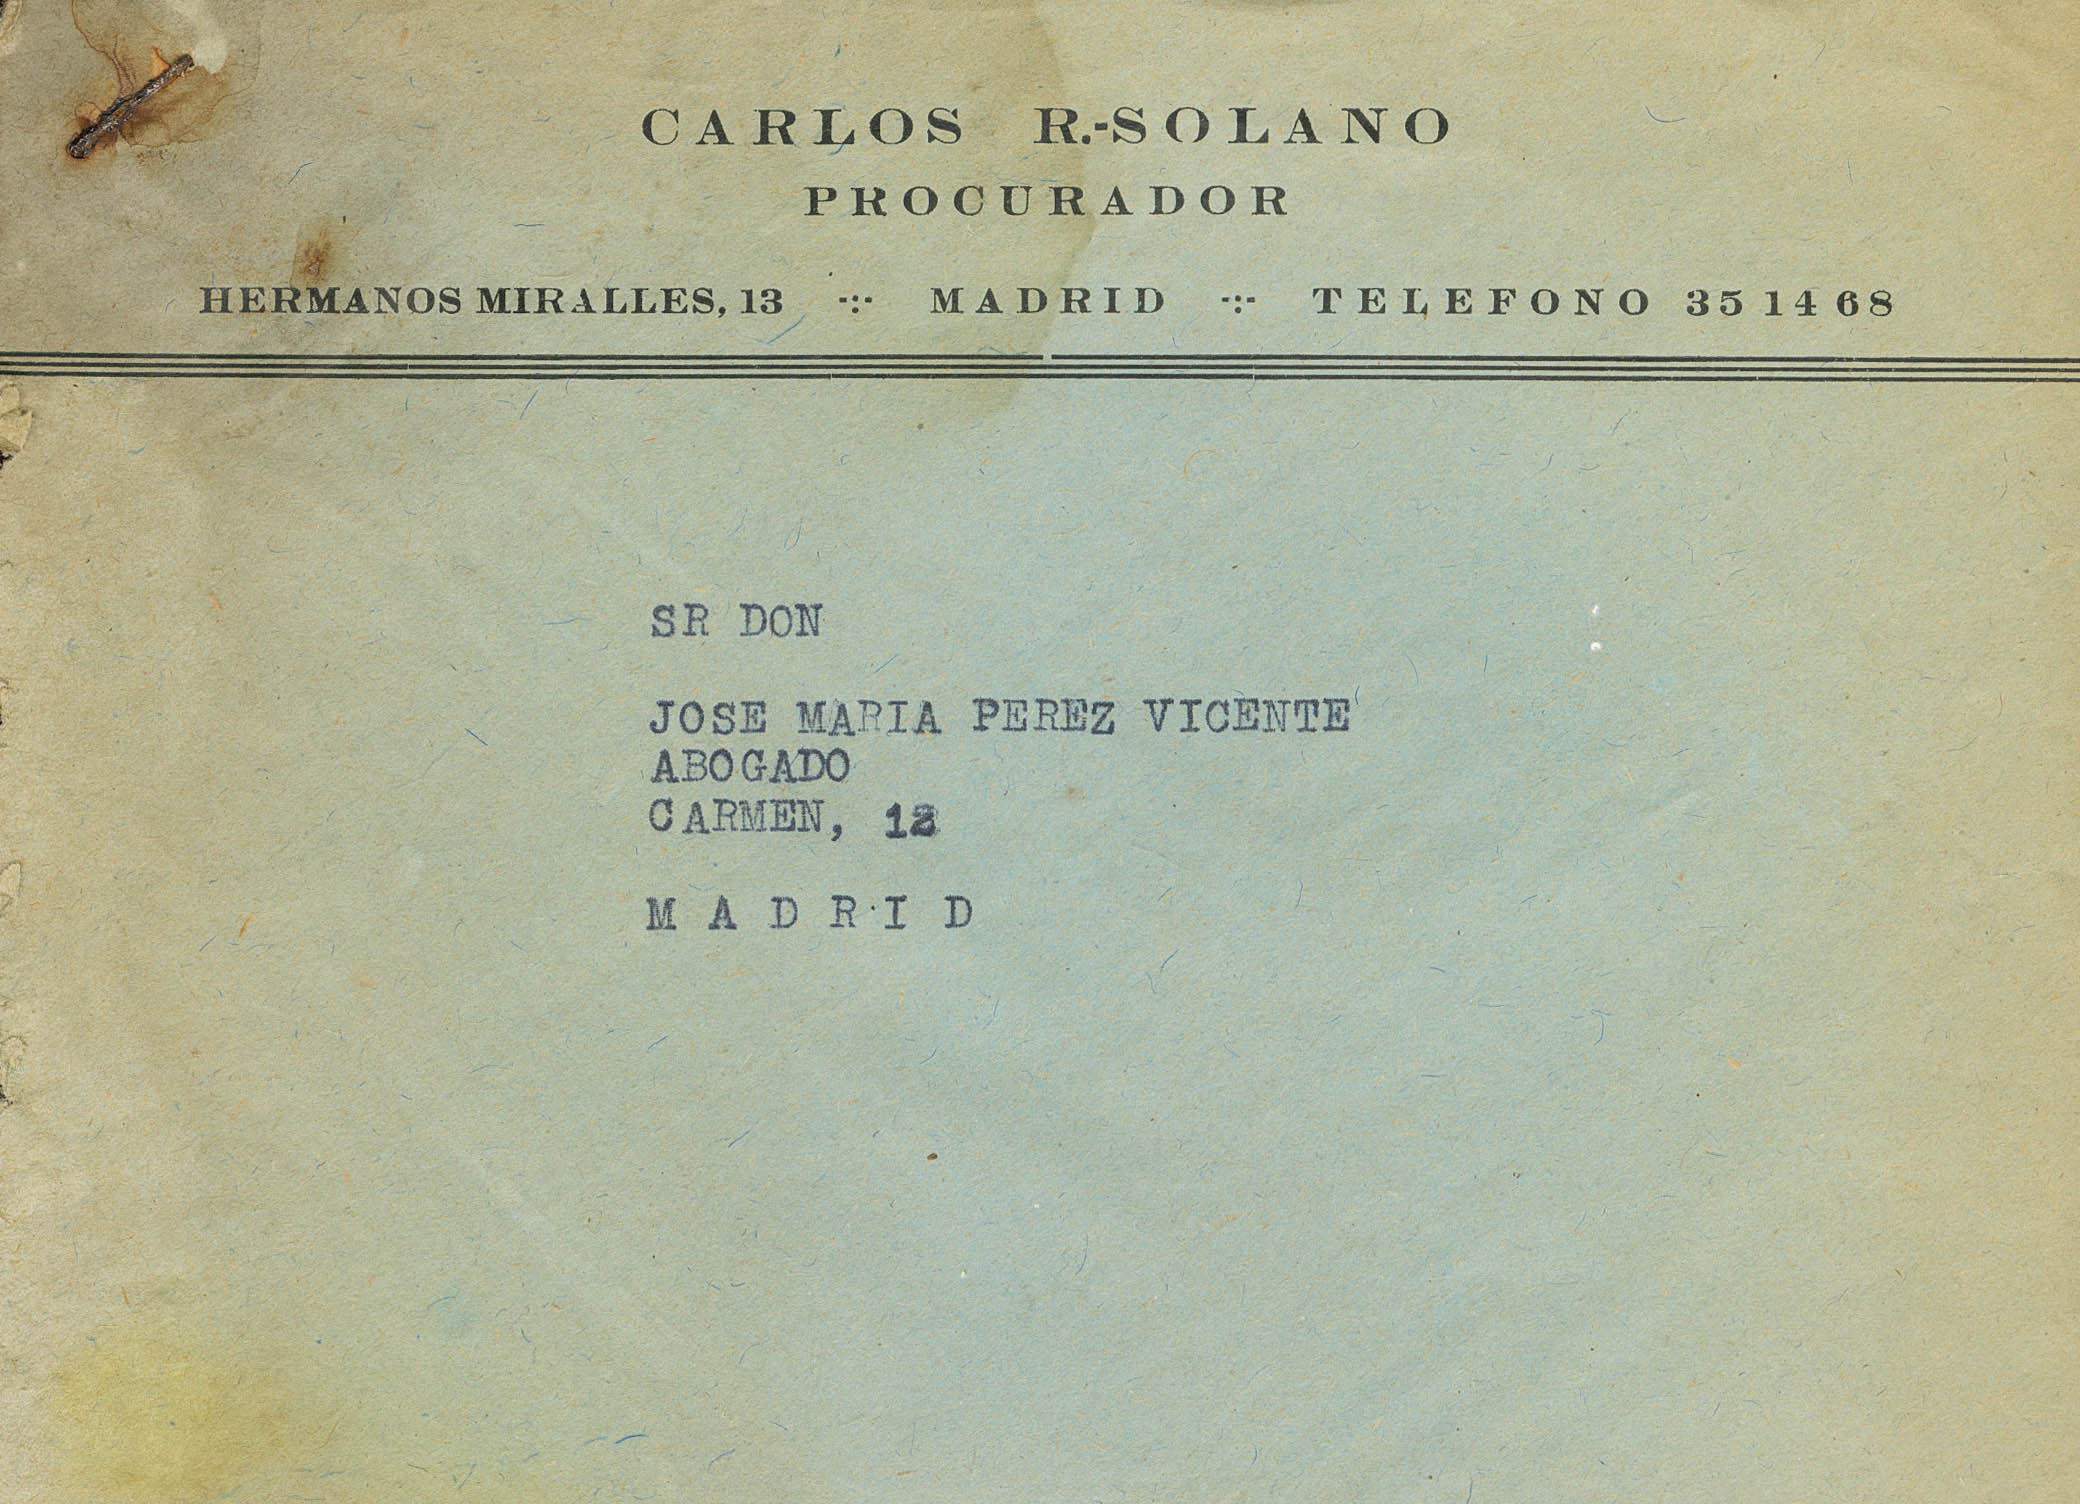 CARLOS R.-SOLANO
PROCURADOR
HERMANOS MIRALLES, 13 -:- MADRID -:- TELEFONO 35 14 68
SR DON
JOSE MARIA PEREZ VICENTE
ABOGADO
CARMEN,
M A D R I D